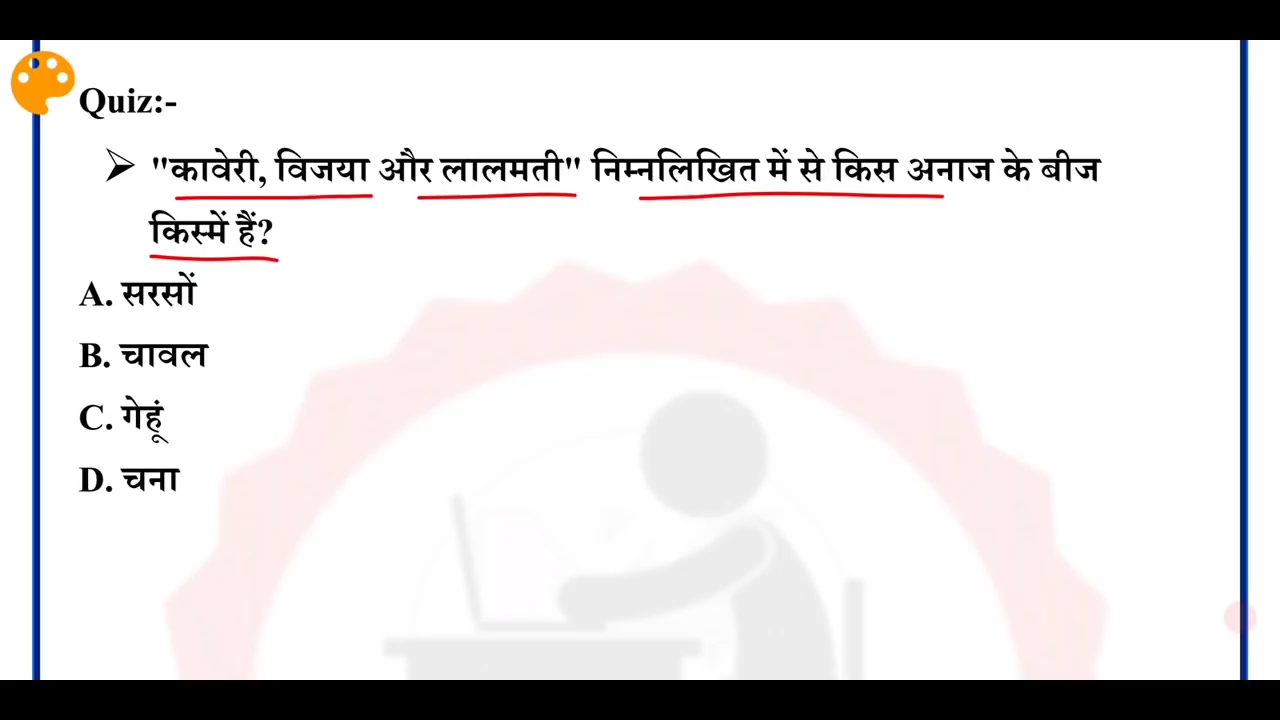 Quiz:-
"कावेरी, विजया और लालमती" निम्नलिखित में से किस अनाज के बीज
किस्में हैं?
A. सरसों
B. चावल
C. गेहूं
D. चना